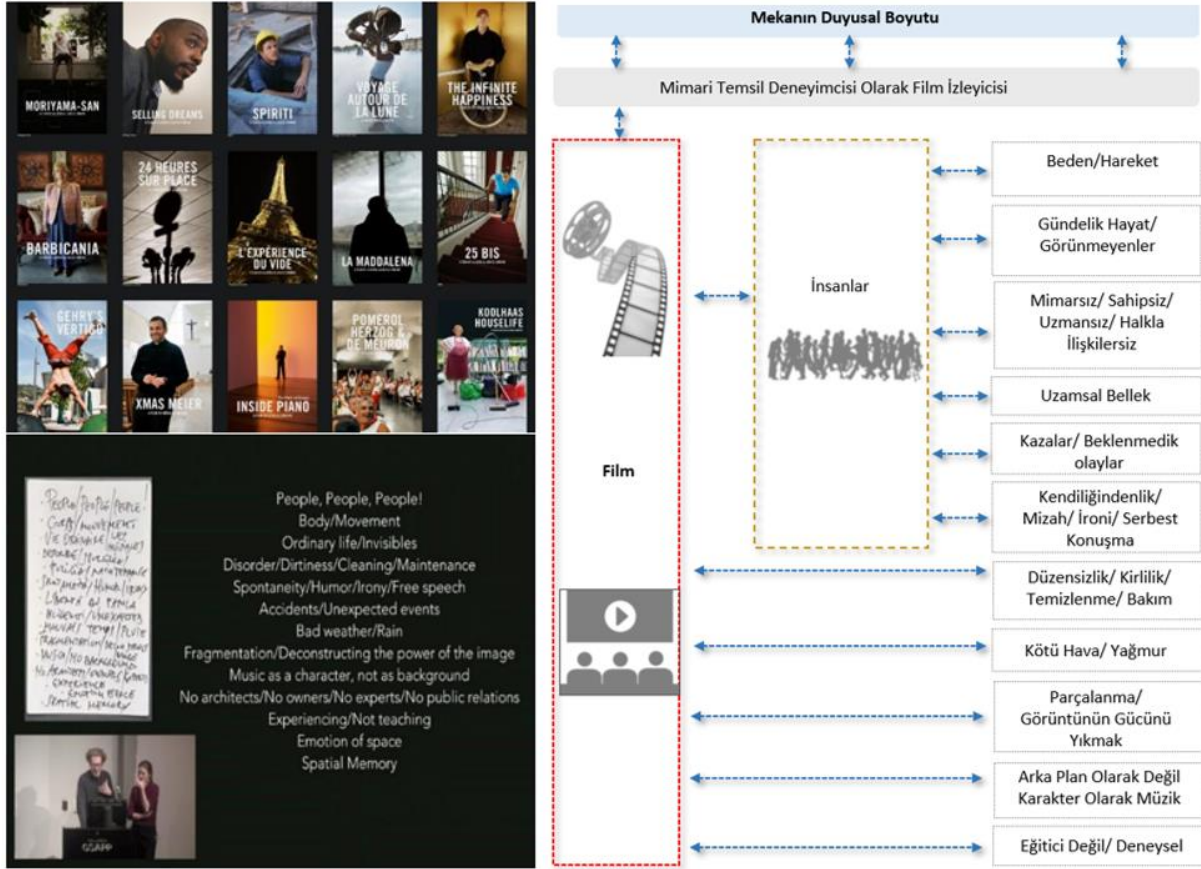 MORIYAMA-SAN
SELLING DREAMS
SPIRITI
VOYAGE
AUTOUR DE
LA LUNE
THE INFINITE
HAPPINESS
BARBICANIA
24 HEURES
SUR PLACE
L'EXPÉRIENCE
DU VIDE
LA MADDALENA
25 BIS
GEHRY'S
VERTIGO
XMAS MEIER
INSIDE PIANO
POMEROL
HERZOG &
DE MEURON
KOOLHAAS
HOUSELIFE
People, People, People!
Body/Movement
Ordinary life/Invisibles
Disorder/Dirtiness/Cleaning/Maintenance
Spontaneity/Humor/Irony/Free speech
Accidents/Unexpected events
Bad weather/Rain
Fragmentation/Deconstructing the power of the image
Music as a character, not as background
No architects/No owners/No experts/No public relations
Experiencing/Not teaching
Emotion of space
Spatial Memory
GSAPP
Mekanın Duyusal Boyutu
Mimari Temsil Deneyimcisi Olarak Film İzleyicisi
Film
İnsanlar
Beden/Hareket
Gündelik Hayat/
Görünmeyenler
Mimarsız/ Sahipsiz/
Uzmansız/ Halkla
İlişkilersiz
Uzamsal Bellek
Kazalar/ Beklenmedik
olaylar
Kendiliğindenlik/
Mizah/ İroni/ Serbest
Konuşma
Düzensizlik/ Kirlilik/
Temizlenme/ Bakım
Kötü Hava/ Yağmur
Parçalanma/
Görüntünün Gücünü
Yıkmak
Arka Plan Olarak Değil
Karakter Olarak Müzik
Eğitici Değil/ Deneysel